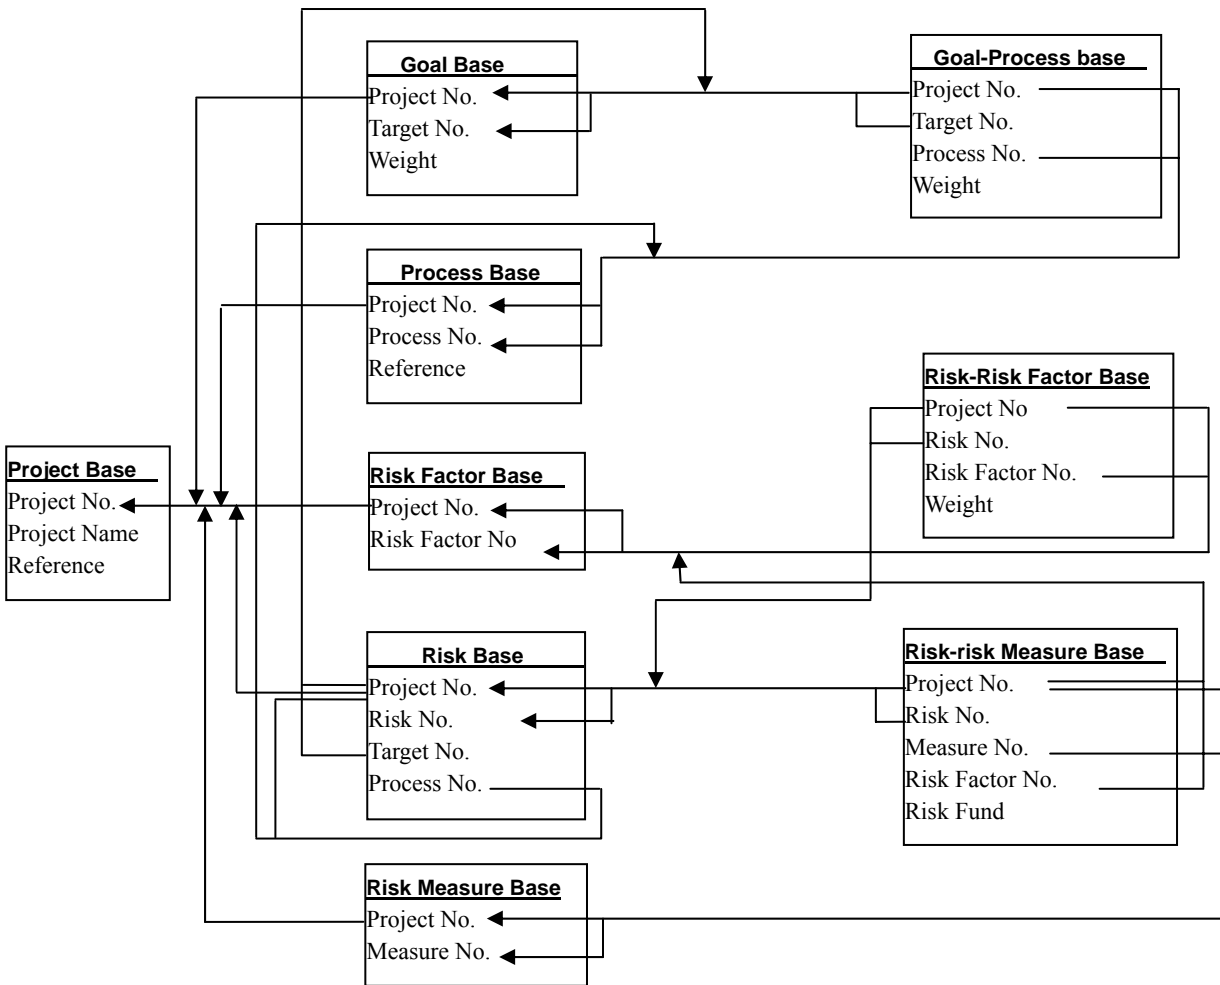 Goal Base
Project No.
Target No.
Weight
Goal-Process base
Project No.
Target No.
Process No.
Weight
Process Base
Project No.
Process No.
Reference
Risk-Risk Factor Base
Project No
Risk No.
Risk Factor No.
Weight
Project Base
Project No.
Project Name
Reference
Risk Factor Base
Project No.
Risk Factor No
Risk Base
Project No.
Risk No.
Target No.
Process No.
Risk-risk Measure Base
Project No.
Risk No.
Measure No.
Risk Factor No.
Risk Fund
Risk Measure Base
Project No.
Measure No.